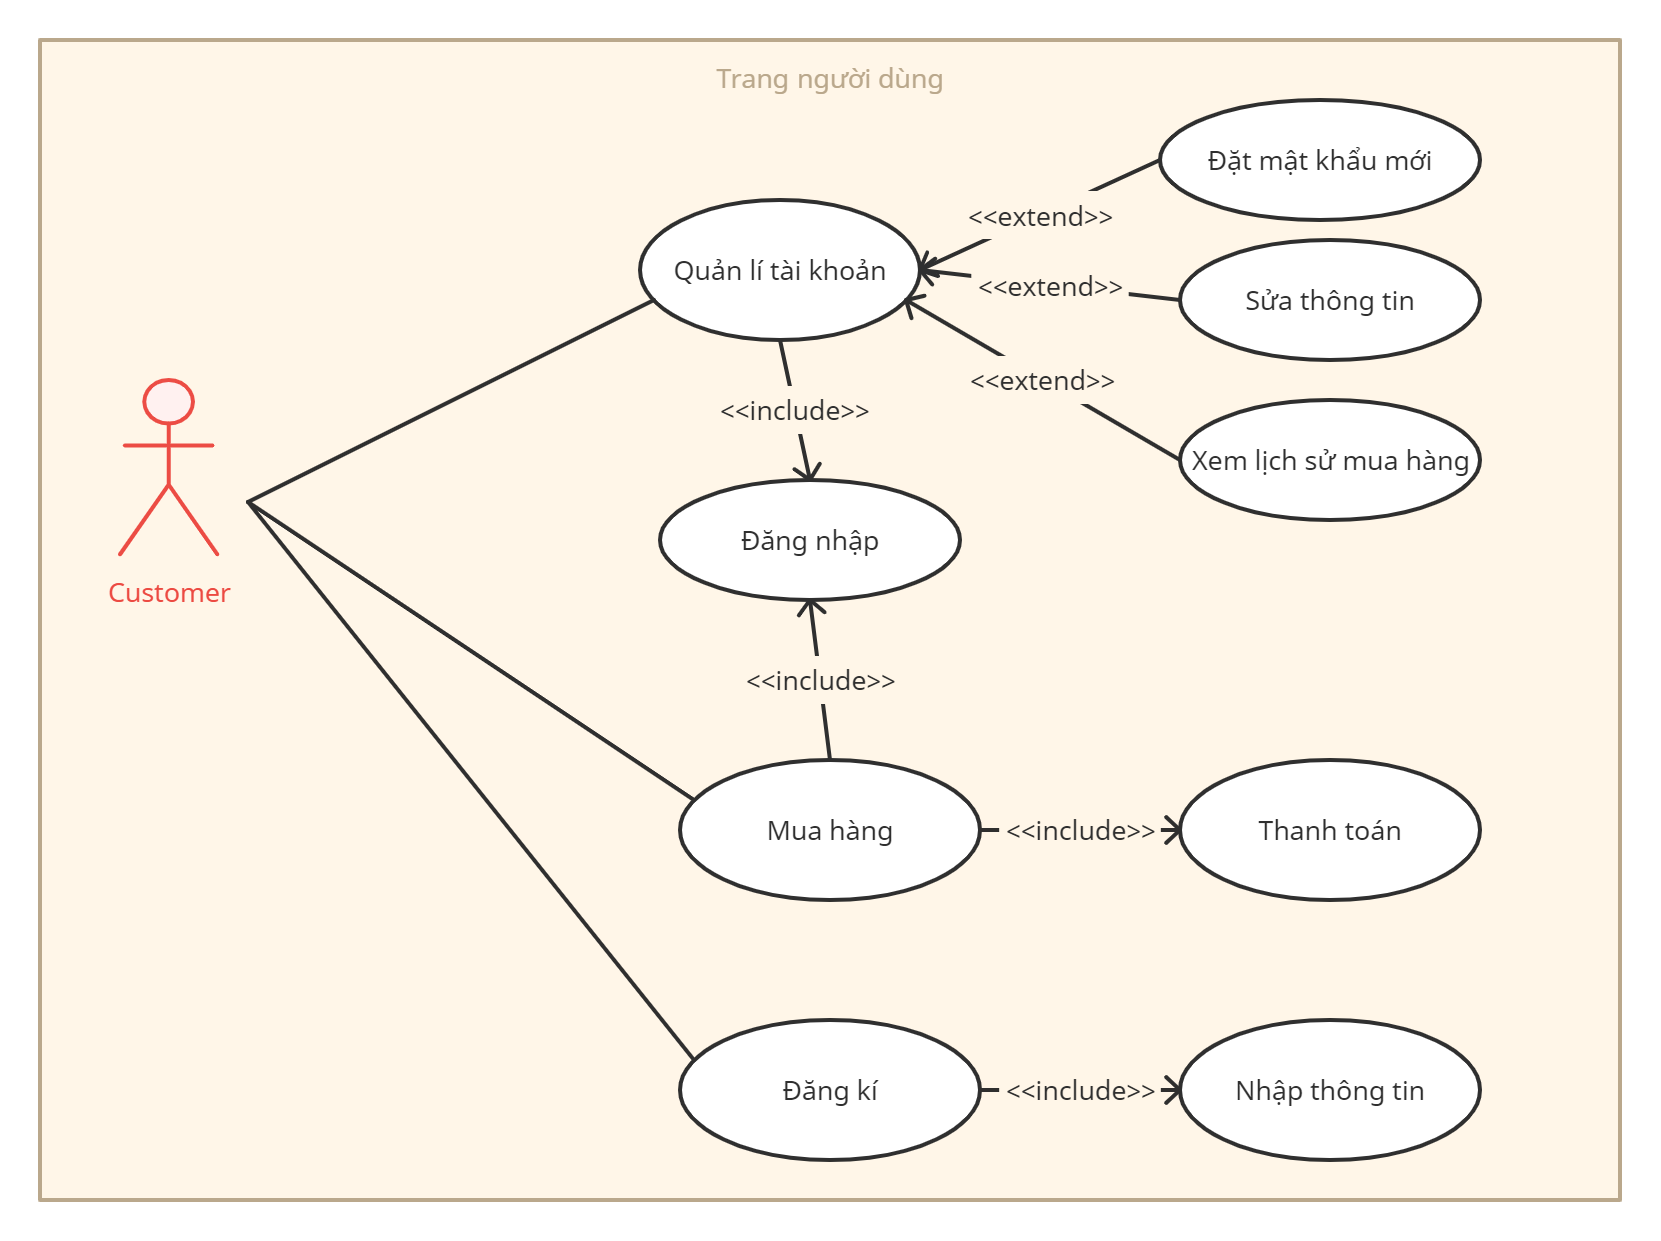 Trang người dùng
Đặt mật khẩu mới
<<extend>>
Quản lí tài khoản
<<extend>>
Sửa thông tin
<<extend>>
<<include>>
Xem lịch sử mua hàng
Đăng nhập
Customer
<<include>>
Mua hàng
<<include>>
Thanh toán
Đăng kí
<<include>>
Nhập thông tin